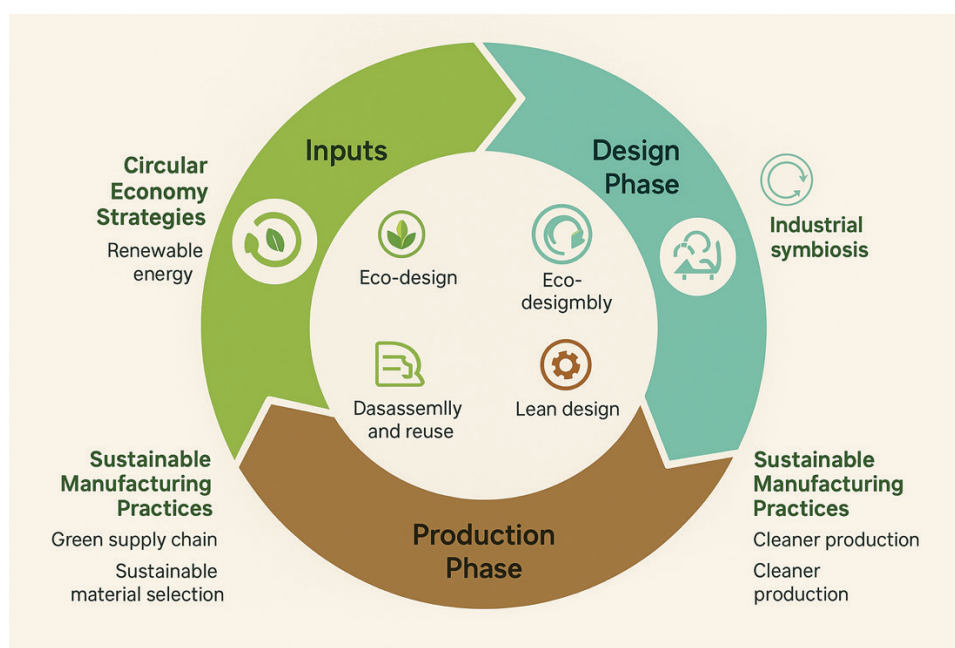 Inputs
Design
Phase
Circular
Economy
Strategies
Renewable
energy
Industrial
symbiosis
Eco-design
Eco-
desigmbly
Dasassemlly
and reuse
Lean design
Sustainable
Manufacturing
Practices
Green supply chain
Sustainable
material selection
Production
Phase
Sustainable
Manufacturing
Practices
Cleaner production
Cleaner
production